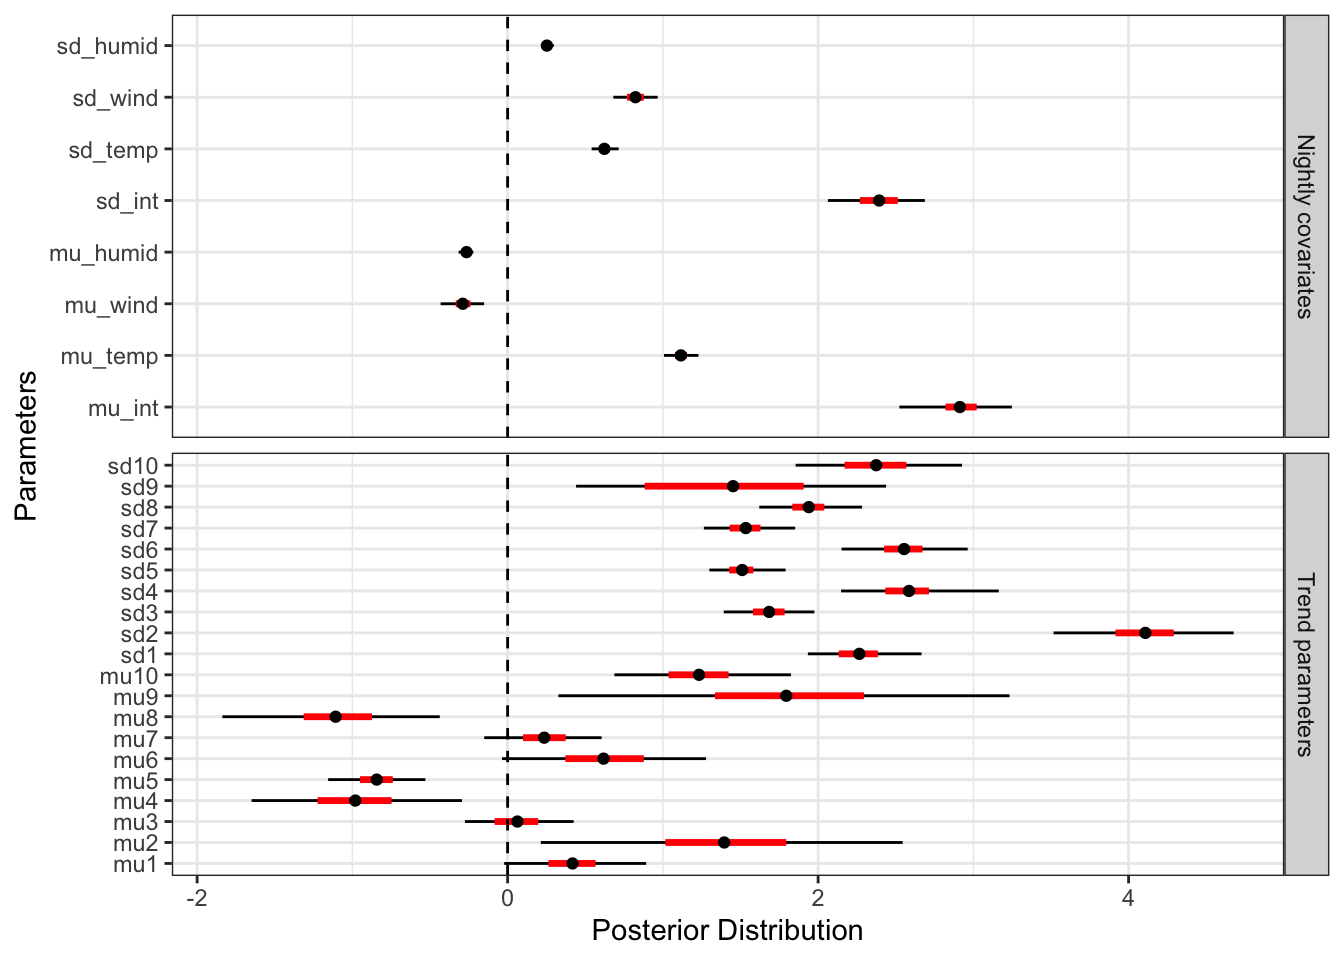 sd_humid
sd_wind
sd_temp
sd_int
mu_humid
mu_wind
mu_temp
mu_int
Nightly covariates
Parameters
sd10
sd9
sd8
sd7
sd6
sd5
sd4
sd3
sd2
sd1
mu10
mu9
mu8
mu7
mu6
mu5
mu4
mu3
mu2
mu1
Trend parameters
-2 0 2 4
Posterior Distribution